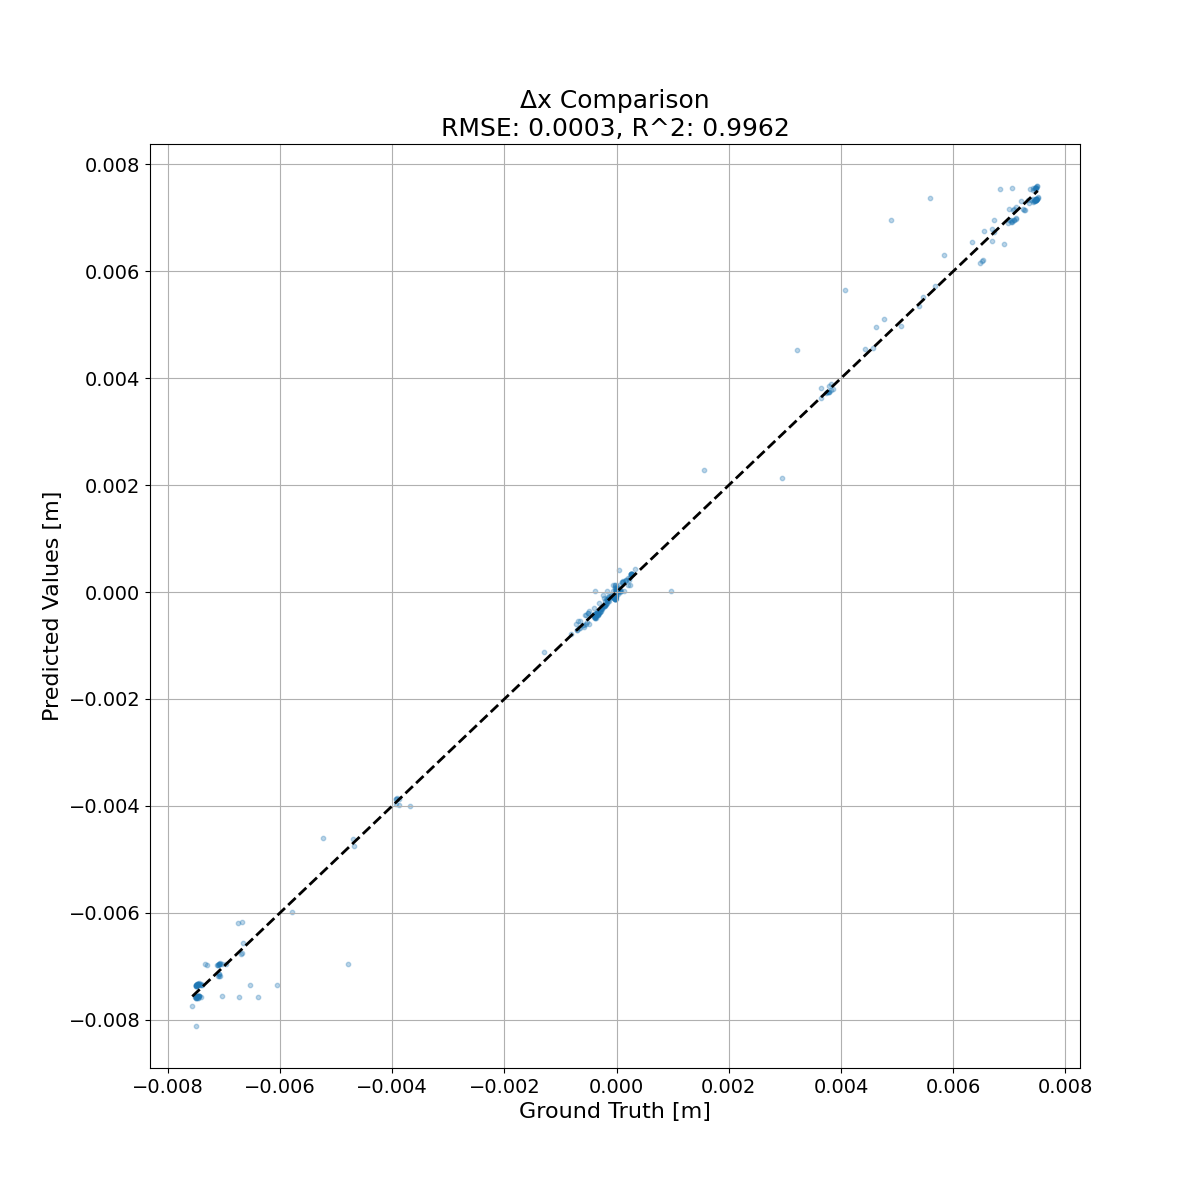 Δx Comparison
RMSE: 0.0003, R^2: 0.9962
0.008
0.006
0.004
0.002
0.000
−0.002
−0.004
−0.006
−0.008
Predicted Values [m]
−0.008 −0.006 −0.004 −0.002 0.000 0.002 0.004 0.006 0.008
Ground Truth [m]